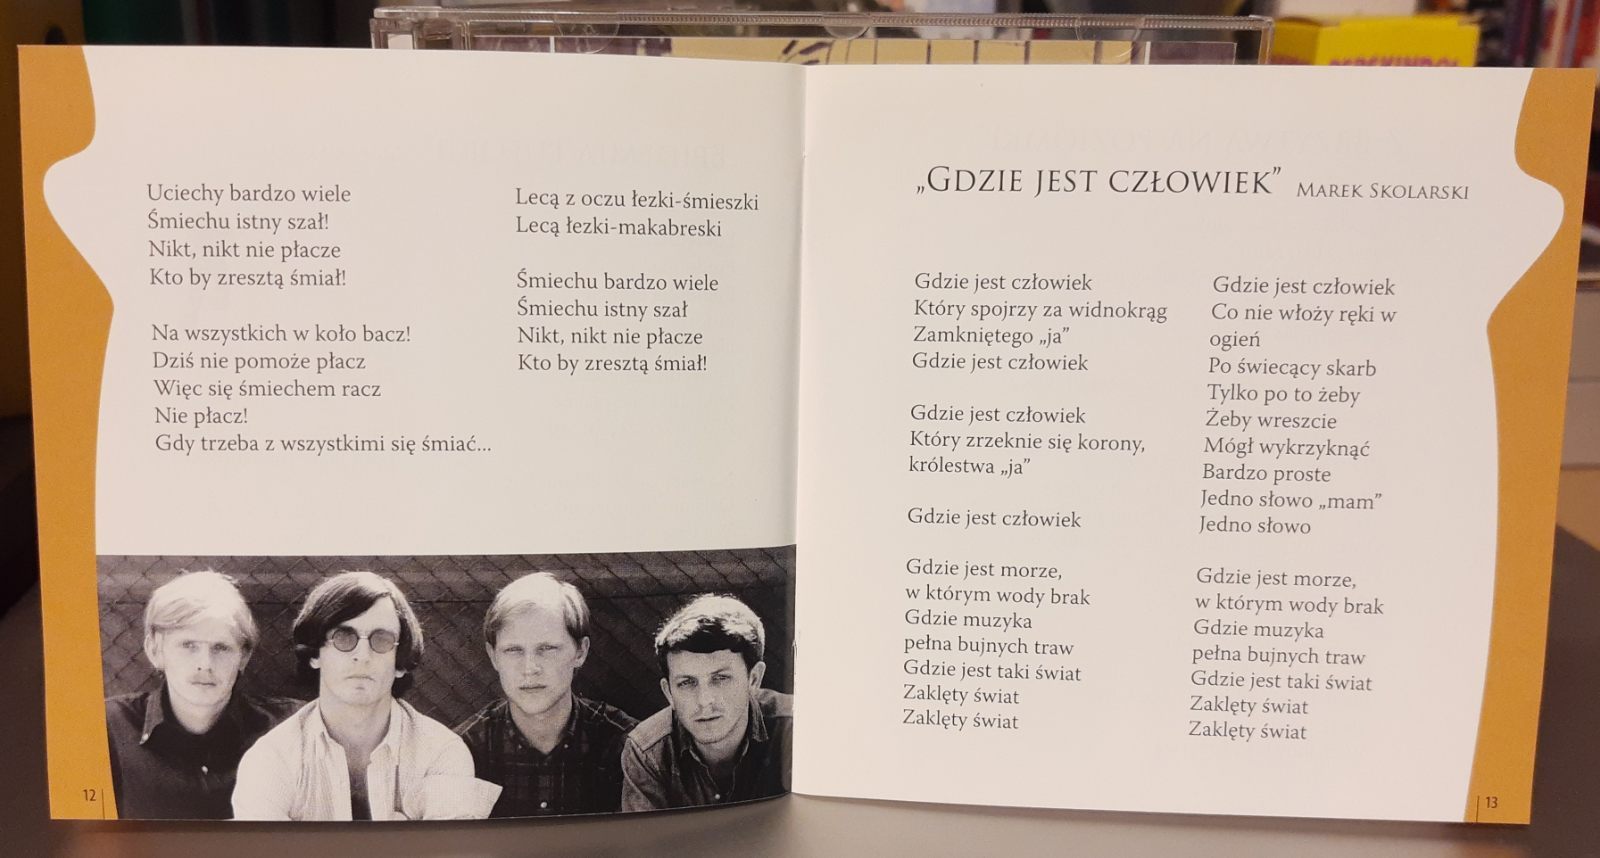 Uciechy bardzo wiele
Śmiechu istny szał!
Nikt, nikt nie płacze
Kto by zresztą śmiał!
Na wszystkich w koło bacz!
Dziś nie pomoże płacz
Więc się śmiechem racz
Nie płacz!
Gdy trzeba z wszystkimi się śmiać...
Lecą z oczu łezki-śmieszki
Lecą łezki-makabreski
Śmiechu bardzo wiele
Śmiechu istny szał
Nikt, nikt nie płacze
Kto by zresztą śmiał!
12
„GDZIE JEST CZŁOWIEK” MAREK SKOLARSKI
Gdzie jest człowiek
Który spojrzy za widnokrąg
Zamkniętego „ja”
Gdzie jest człowiek
Gdzie jest człowiek
Który zrzeknie się korony,
królestwa „ja”
Gdzie jest człowiek
Gdzie jest morze,
w którym wody brak
Gdzie muzyka
pełna bujnych traw
Gdzie jest taki świat
Zaklęty świat
Zaklęty świat
Gdzie jest człowiek
Co nie włoży ręki w
ogień
Po świecący skarb
Tylko po to żeby
Żeby wreszcie
Mógł wykrzyknąć
Bardzo proste
Jedno słowo „mam”
Jedno słowo
Gdzie jest morze,
w którym wody brak
Gdzie muzyka
pełna bujnych traw
Gdzie jest taki świat
Zaklęty świat
Zaklęty świat
13